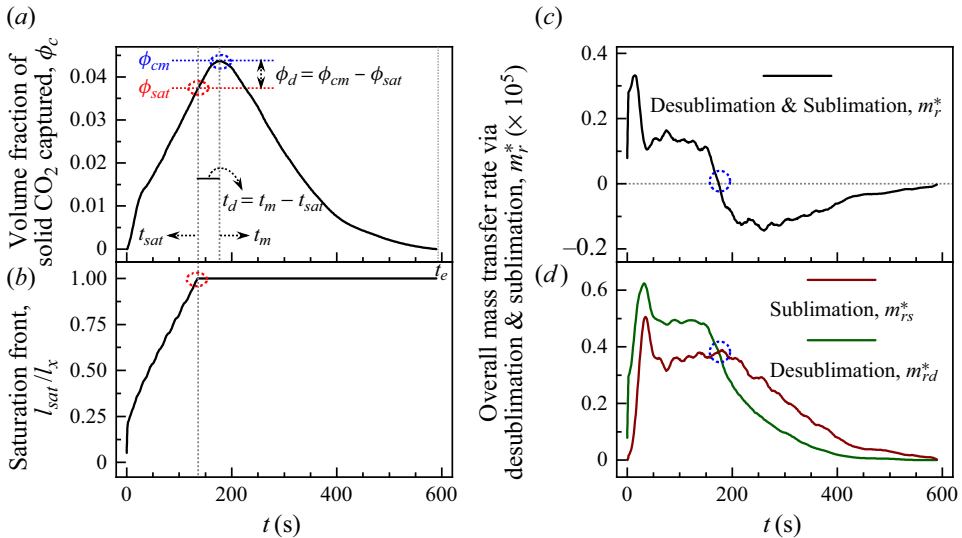 (a)
Volume fraction of
solid CO2 captured, ϕc
0.04
0.03
0.02
0.01
0
ϕcm
ϕsat
ϕd = ϕcm − ϕsat
td = tm − tsat
tsat
tm
te
(b)
Saturation front,
lsat/lx
1.00
0.75
0.50
0.25
0
0
200
400
600
t (s)
Overall mass transfer rate via
desublimation & sublimation, m*r (× 10^5)
(c)
0.4
0.2
0
−0.2
Desublimation & Sublimation, m*r
(d)
0.6
0.4
0.2
0
Sublimation, m*rs
Desublimation, m*rd
0
200
400
600
t (s)